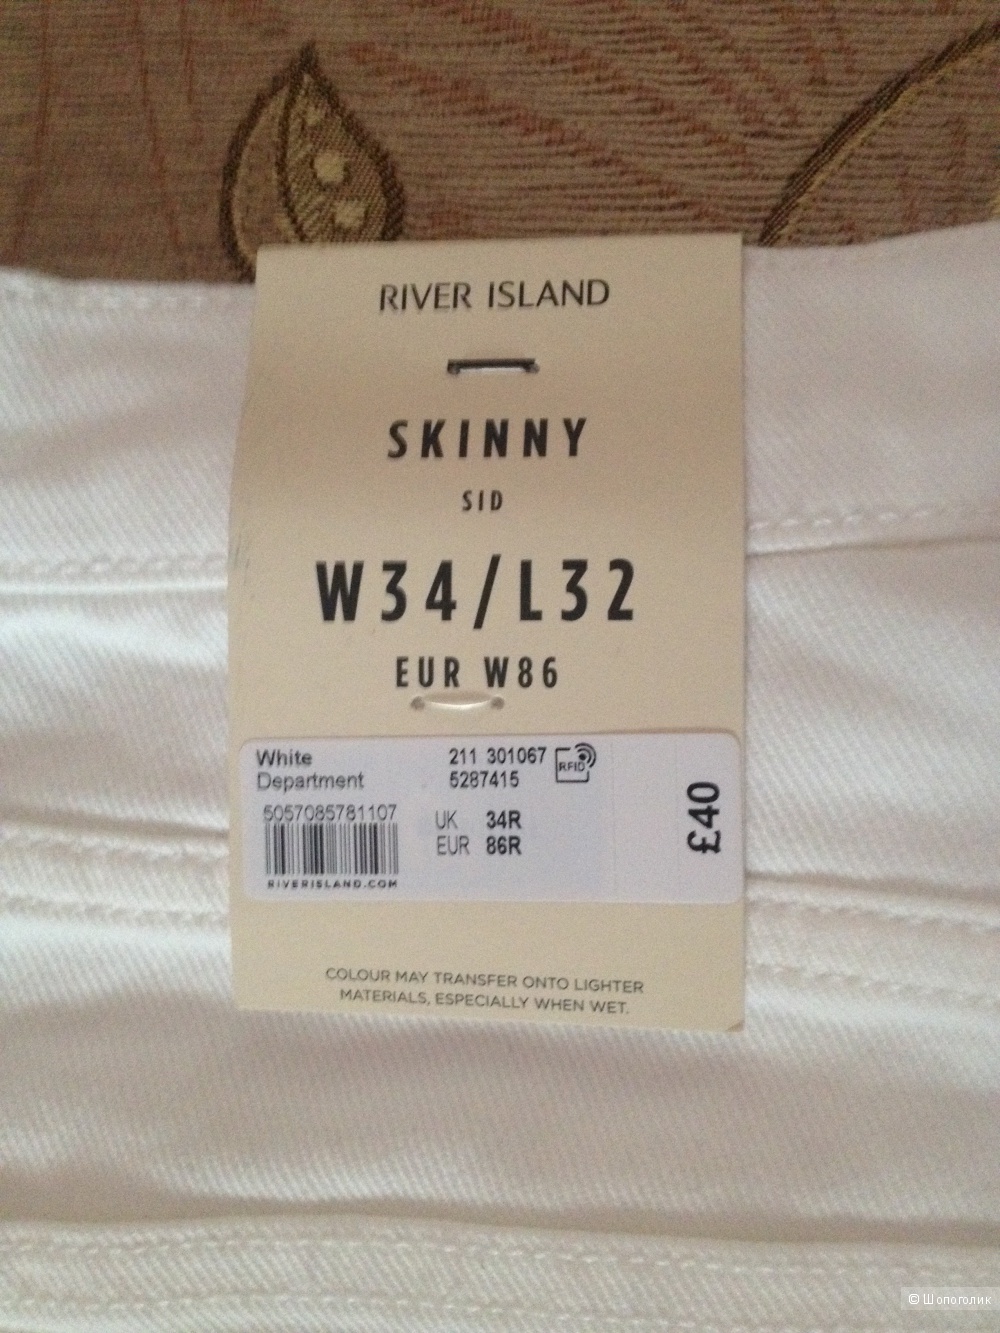 RIVER ISLAND
SKINNY
SID
W34/L32
EUR W86
White
Department
5057085781107
RIVERISLAND.COM
211 301067
5287415
RFID
UK 34R
EUR 86R
£40
COLOUR MAY TRANSFER ONTO LIGHTER
MATERIALS, ESPECIALLY WHEN WET.
© Шопоголик